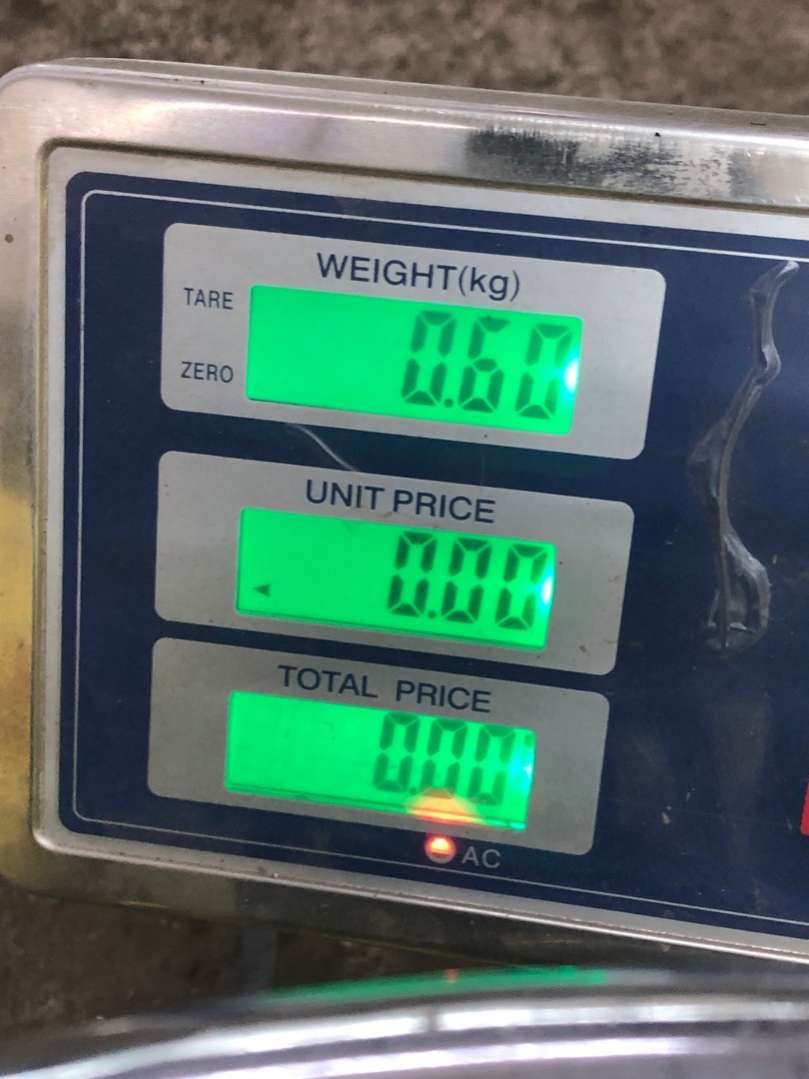 WEIGHT(kg)
TARE
0.60
ZERO
UNIT PRICE
0.00
TOTAL PRICE
0.00
AC